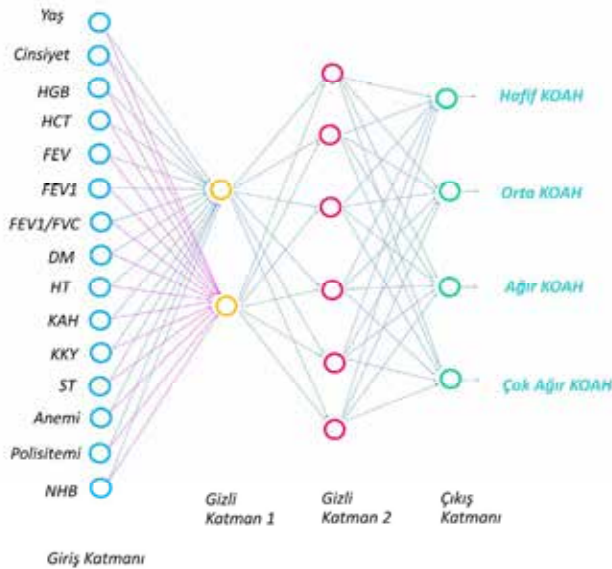 Yaş
Cinsiyet
HGB
HCT
FEV
FEV1
FEV1/FVC
DM
HT
KAH
KKY
ST
Anemi
Polisitemi
NHB
Hafif KOAH
Orta KOAH
Ağır KOAH
Çok Ağır KOAH
Gizli
Katman 1
Gizli
Katman 2
Çıkış
Katmanı
Giriş Katmanı